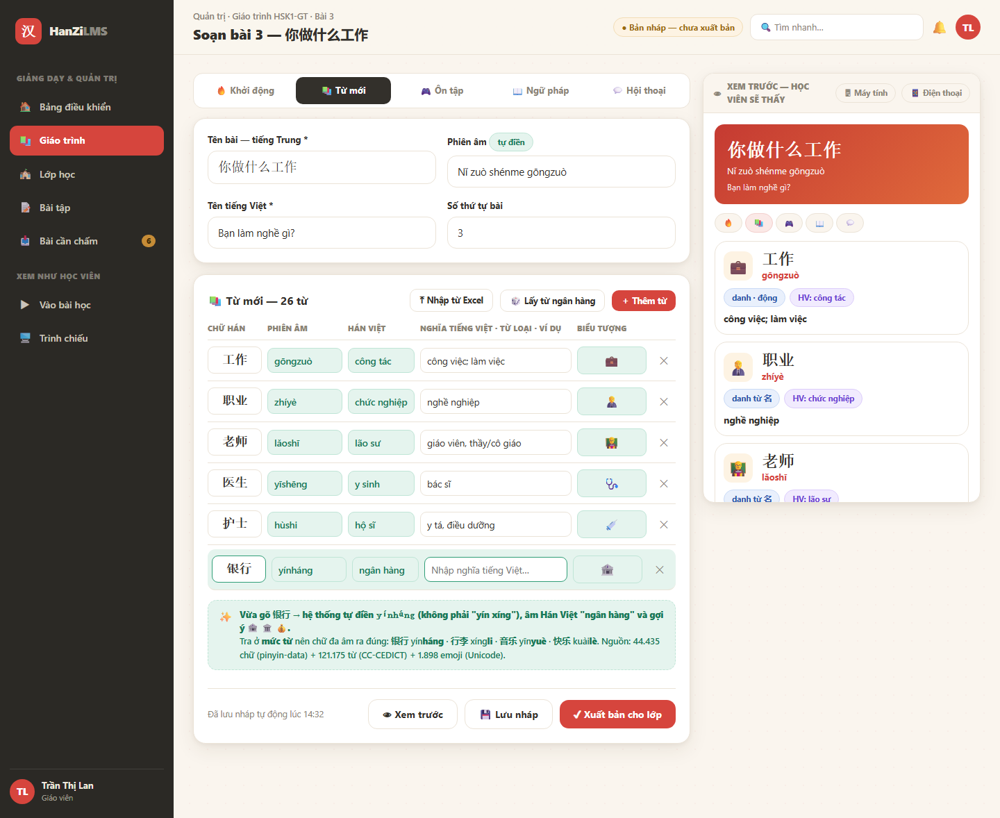 汉 HanZiLMS
GIẢNG DẠY & QUẢN TRỊ
Bảng điều khiển
Giáo trình
Lớp học
Bài tập
Bài cần chấm 6
XEM NHƯ HỌC VIÊN
Vào bài học
Trình chiếu
TL Trần Thị Lan
Giáo viên
Quản trị · Giáo trình HSK1-GT · Bài 3
Soạn bài 3 — 你做什么工作
● Bản nháp — chưa xuất bản
Tìm nhanh...
TL
Khởi động
Từ mới
Ôn tập
Ngữ pháp
Hội thoại
Tên bài — tiếng Trung *
你做什么工作
Phiên âm tự điền
Nǐ zuò shénme gōngzuò
Tên tiếng Việt *
Bạn làm nghề gì?
Số thứ tự bài
3
Từ mới — 26 từ
⤒ Nhập từ Excel
Lấy từ ngân hàng
+ Thêm từ
CHỮ HÁN PHIÊN ÂM HÁN VIỆT NGHĨA TIẾNG VIỆT · TỪ LOẠI · VÍ DỤ BIỂU TƯỢNG
工作 gōngzuò công tác công việc; làm việc ×
职业 zhíyè chức nghiệp nghề nghiệp ×
老师 lǎoshī lão sư giáo viên, thầy/cô giáo ×
医生 yīshēng y sinh bác sĩ ×
护士 hùshi hộ sĩ y tá, điều dưỡng ×
银行 yínháng ngân hàng Nhập nghĩa tiếng Việt... ×
Vừa gõ 银行 → hệ thống tự điền yínháng (không phải "yín xíng"), âm Hán Việt "ngân hàng" và gợi
ý .
Tra ở mức từ nên chữ đa âm ra đúng: 银行 yínháng · 行李 xíngli · 音乐 yīnyuè · 快乐 kuàilè. Nguồn: 44.435
chữ (pinyin-data) + 121.175 từ (CC-CEDICT) + 1.898 emoji (Unicode).
Đã lưu nháp tự động lúc 14:32
Xem trước
Lưu nháp
✓ Xuất bản cho lớp
XEM TRƯỚC — HỌC
VIÊN SẼ THẤY
Máy tính
Điện thoại
你做什么工作
Nǐ zuò shénme gōngzuò
Bạn làm nghề gì?
工作
gōngzuò
danh · động HV: công tác
công việc; làm việc
职业
zhíyè
danh từ 名 HV: chức nghiệp
nghề nghiệp
老师
lǎoshī
danh từ 名 HV: lão sư